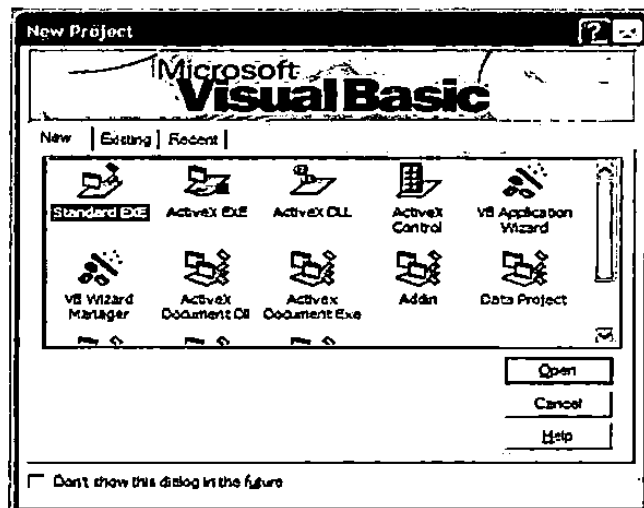 New Project
Microsoft
Visual Basic
New Existing Recent
Standard EXE ActiveX EXE ActiveX DLL ActiveX Control VB Application Wizard
VB Wizard Manager ActiveX Document Dll ActiveX Document Exe Addin Data Project
Open
Cancel
Help
Don't show this dialog in the future